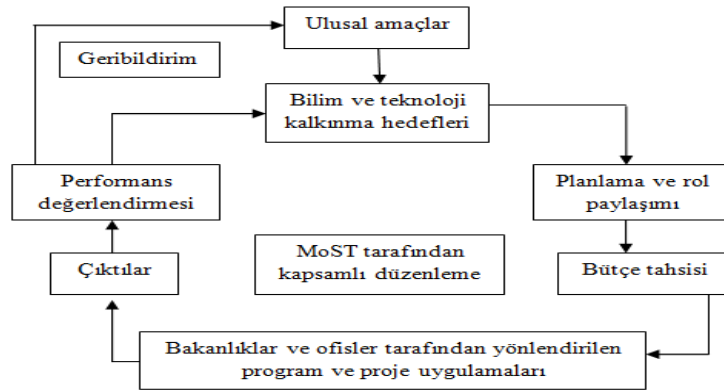 Ulusal amaçlar
Geribildirim
Bilim ve teknoloji
kalkınma hedefleri
Performans
değerlendirmesi
Planlama ve rol
paylaşımı
MoST tarafından
kapsamlı düzenleme
Çıktılar
Bütçe tahsisi
Bakanlıklar ve ofisler tarafından yönlendirilen
program ve proje uygulamaları